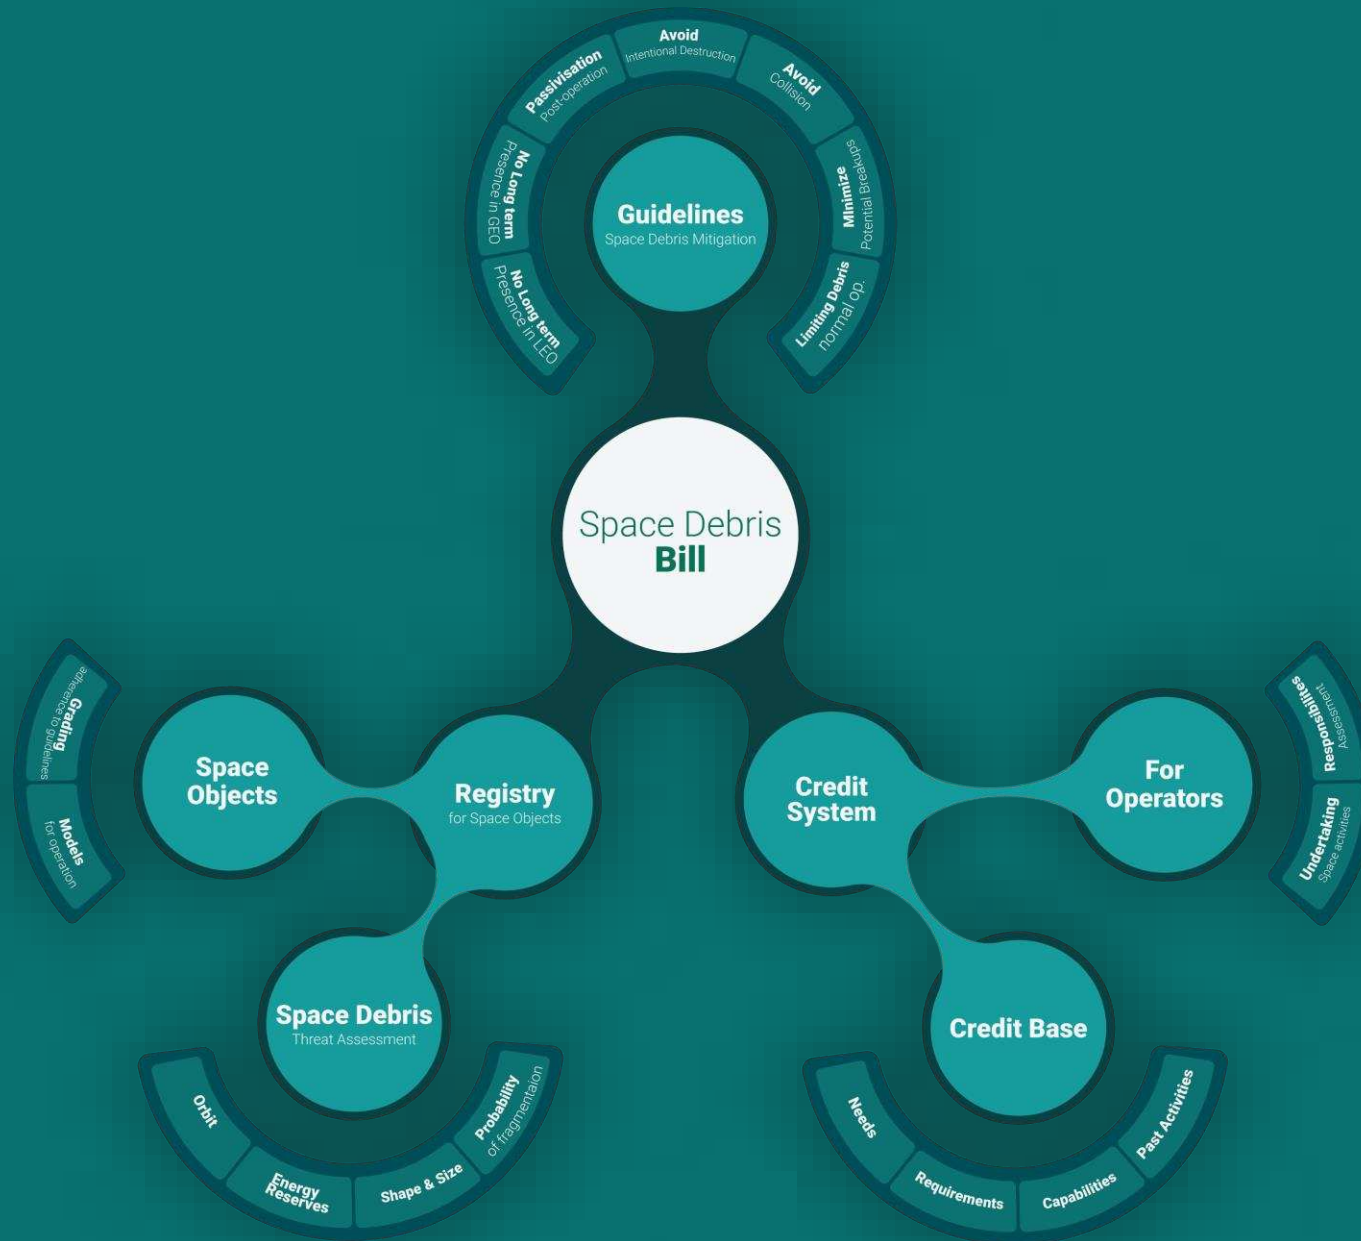 Avoid
Intentional Destruction
Passivisation
Post-operation
Avoid
Collision
No Long term
Presence in GEO
MInimize
Potential Breakups
No Long term
Presence in LEO
Limiting Debris
normal op.
Guidelines
Space Debris Mitigation
Space Debris
Bill
Grading
adherence to guidelines
Models
for operation
Space
Objects
Registry
for Space Objects
Credit
System
For
Operators
Responsibilites
Assessment
Undertaking
Space activities
Space Debris
Threat Assessment
Orbit
Energy
Reserves
Shape & Size
Probability
of fragmentaion
Credit Base
Needs
Requirements
Capabilities
Past Activities